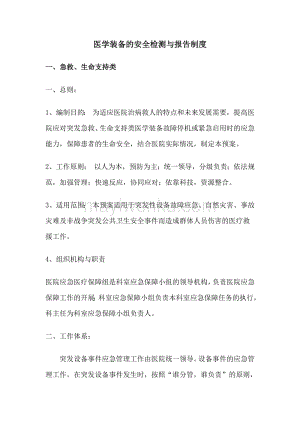 医学装备的安全检测与报告制度
一、急救、生命支持类
一、总则：
1、编制目的：为适应医院治病救人的特点和未来发展需要，提高医
院应对突发急救、生命支持类医学装备故障停机或紧急启用时的应急
能力，保障患者的生命安全，结合医院实际情况，制定本预案。
2、工作原则：以人为本，预防为主；统一领导，分级负责；依法规
范，加强管理；快速反应，协同应对；依靠科技，资源整合。
3、适用范围：本预案适用于突发性设备故障应急、自然灾害、事故
灾难及非战争突发公共卫生安全事件而造成群体人员伤害的医疗救
援工作。
4、组织机构与职责
医院应急医疗保障组是科室应急保障小组的领导机构，负责医院应急
保障工作的开展，科室应急保障小组负责本科室应急保障任务的执行，
科主任为科室应急保障小组负责人。
二、工作体系：
突发设备事件应急管理工作由医院统一领导。设备事件的应急管
理工作。在突发设备事件发生时，按照“谁分管、谁负责”的原则，